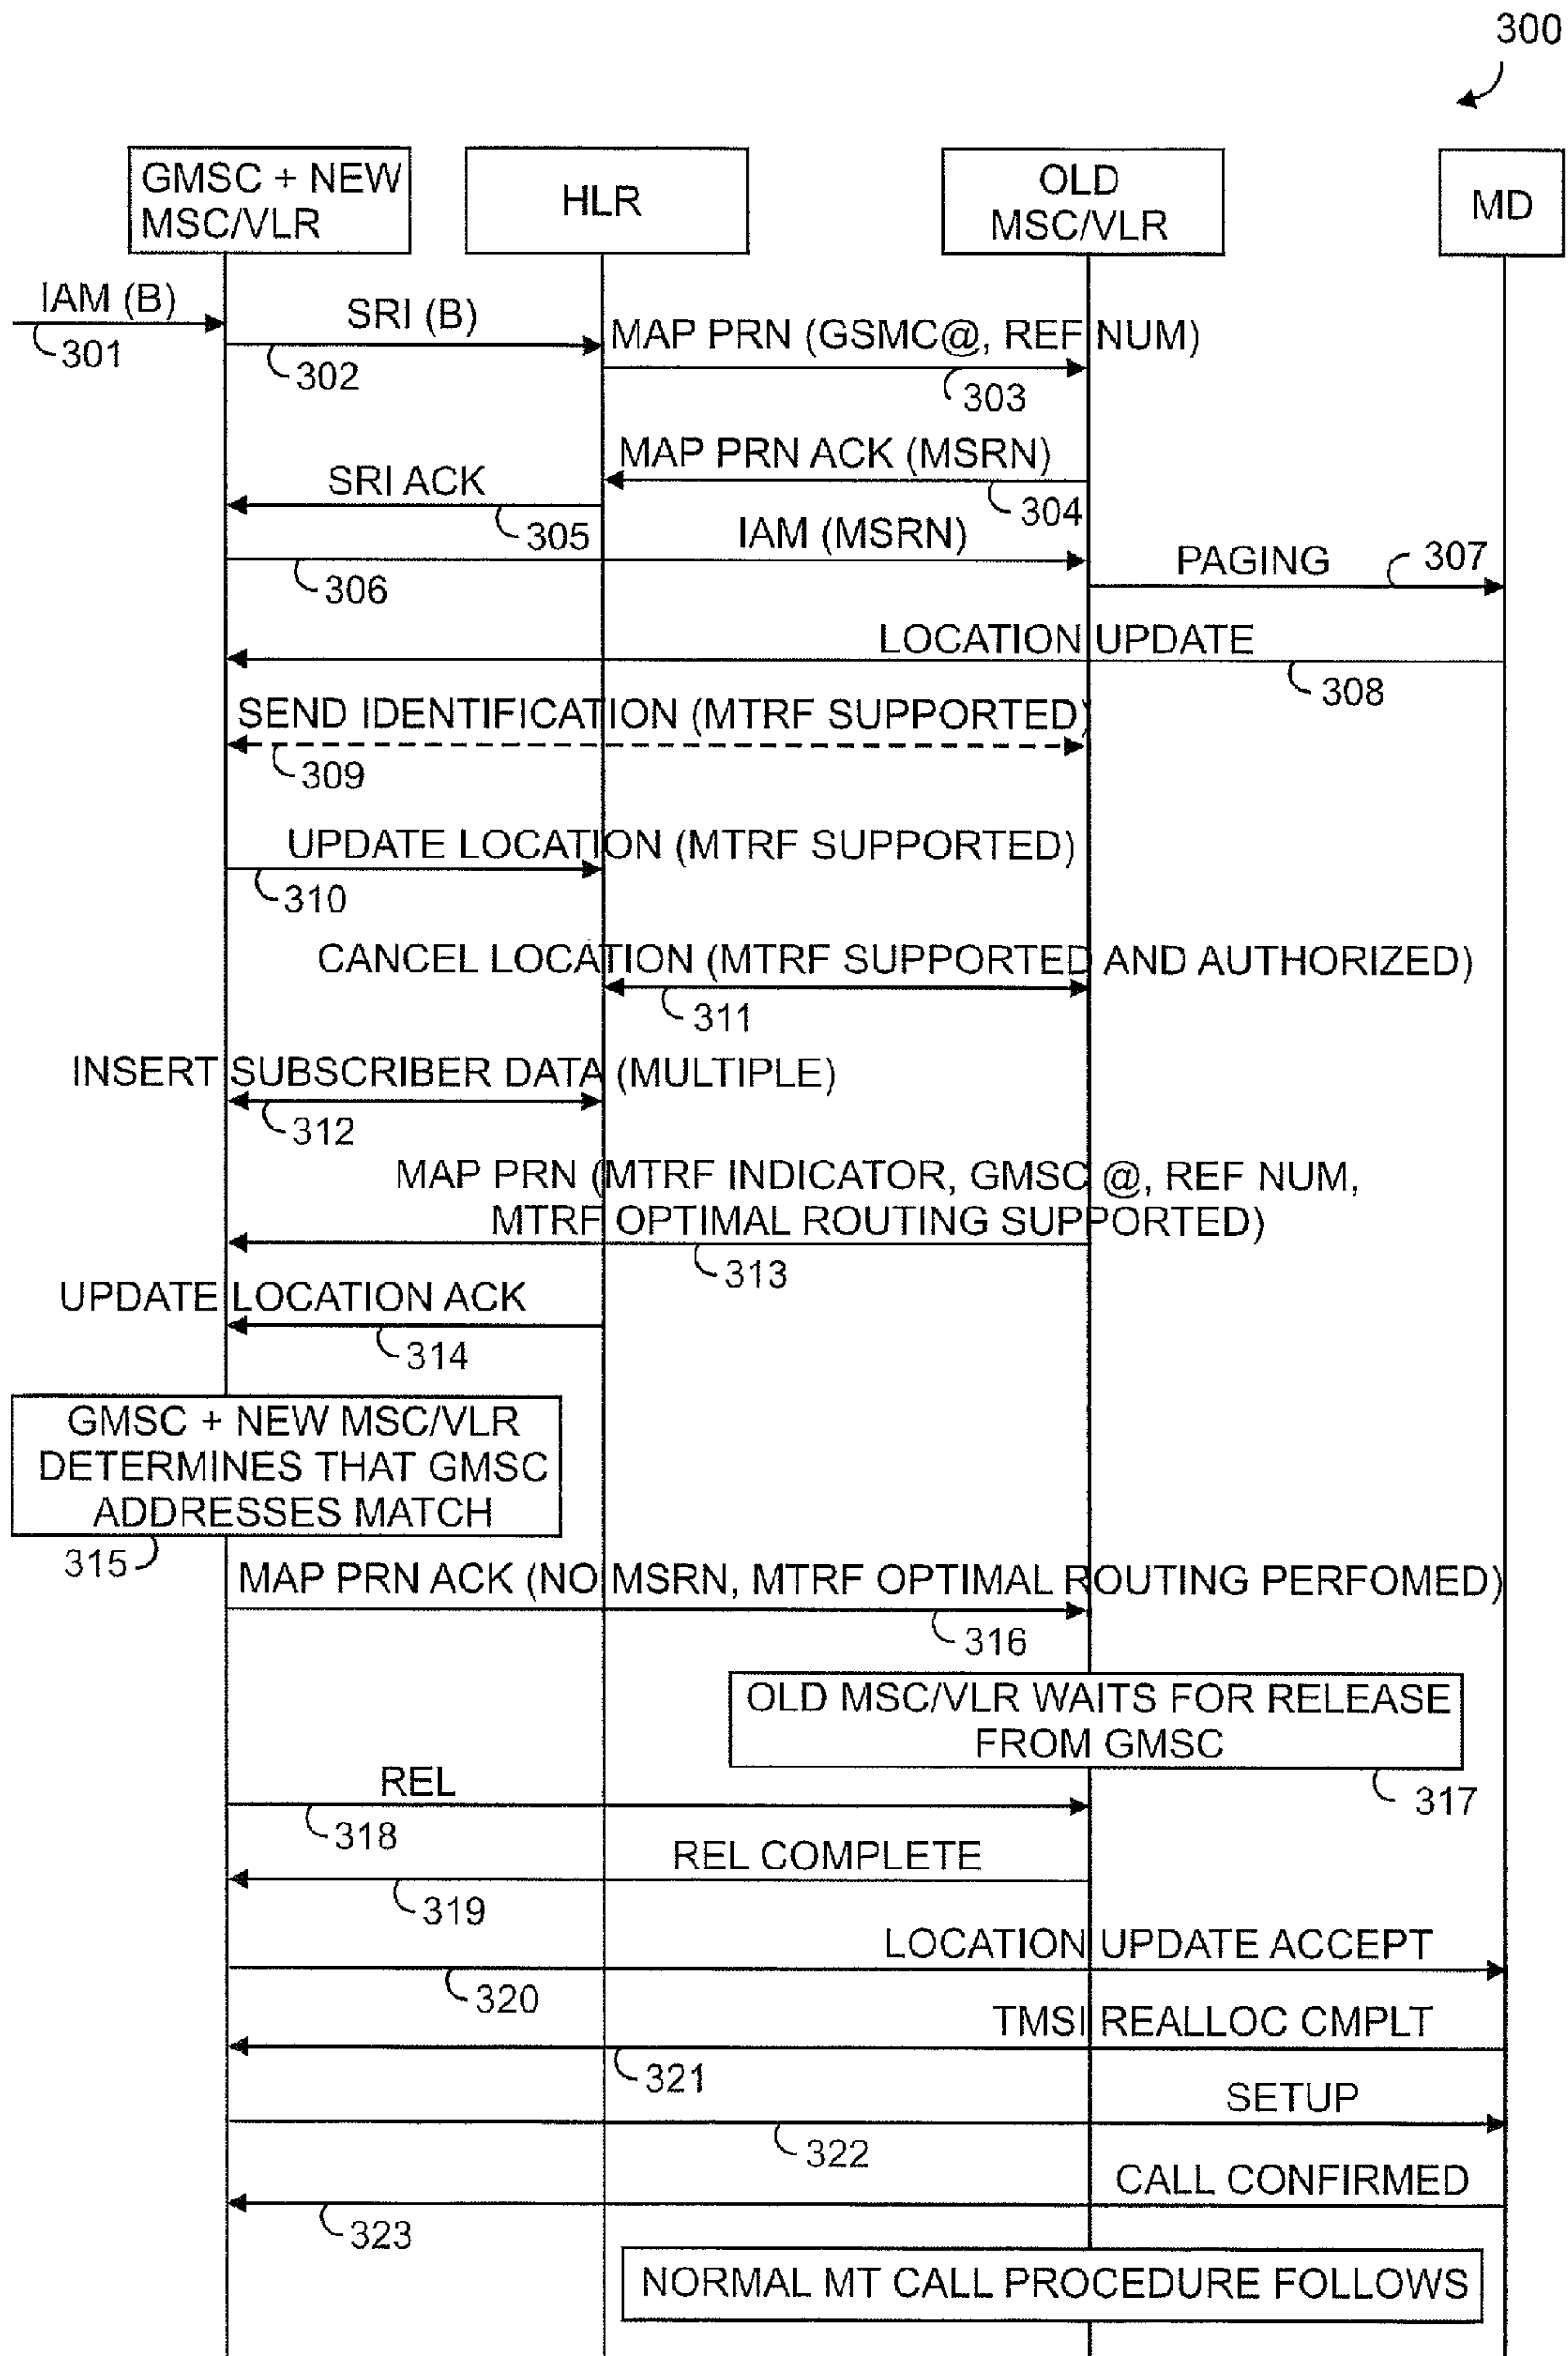 300
GMSC + NEW
MSC/VLR
HLR
OLD
MSC/VLR
MD
IAM (B)
301
SRI (B)
302
MAP PRN (GSMC@, REF NUM)
303
MAP PRN ACK (MSRN)
304
SRI ACK
305
IAM (MSRN)
306
PAGING
307
LOCATION UPDATE
308
SEND IDENTIFICATION (MTRF SUPPORTED)
309
UPDATE LOCATION (MTRF SUPPORTED)
310
CANCEL LOCATION (MTRF SUPPORTED AND AUTHORIZED)
311
INSERT SUBSCRIBER DATA (MULTIPLE)
312
MAP PRN (MTRF INDICATOR, GMSC @, REF NUM,
MTRF OPTIMAL ROUTING SUPPORTED)
313
UPDATE LOCATION ACK
314
GMSC + NEW MSC/VLR
DETERMINES THAT GMSC
ADDRESSES MATCH
315
MAP PRN ACK (NO MSRN, MTRF OPTIMAL ROUTING PERFOMED)
316
OLD MSC/VLR WAITS FOR RELEASE
FROM GMSC
317
REL
318
REL COMPLETE
319
LOCATION UPDATE ACCEPT
320
TMSI REALLOC CMPLT
321
SETUP
322
CALL CONFIRMED
323
NORMAL MT CALL PROCEDURE FOLLOWS